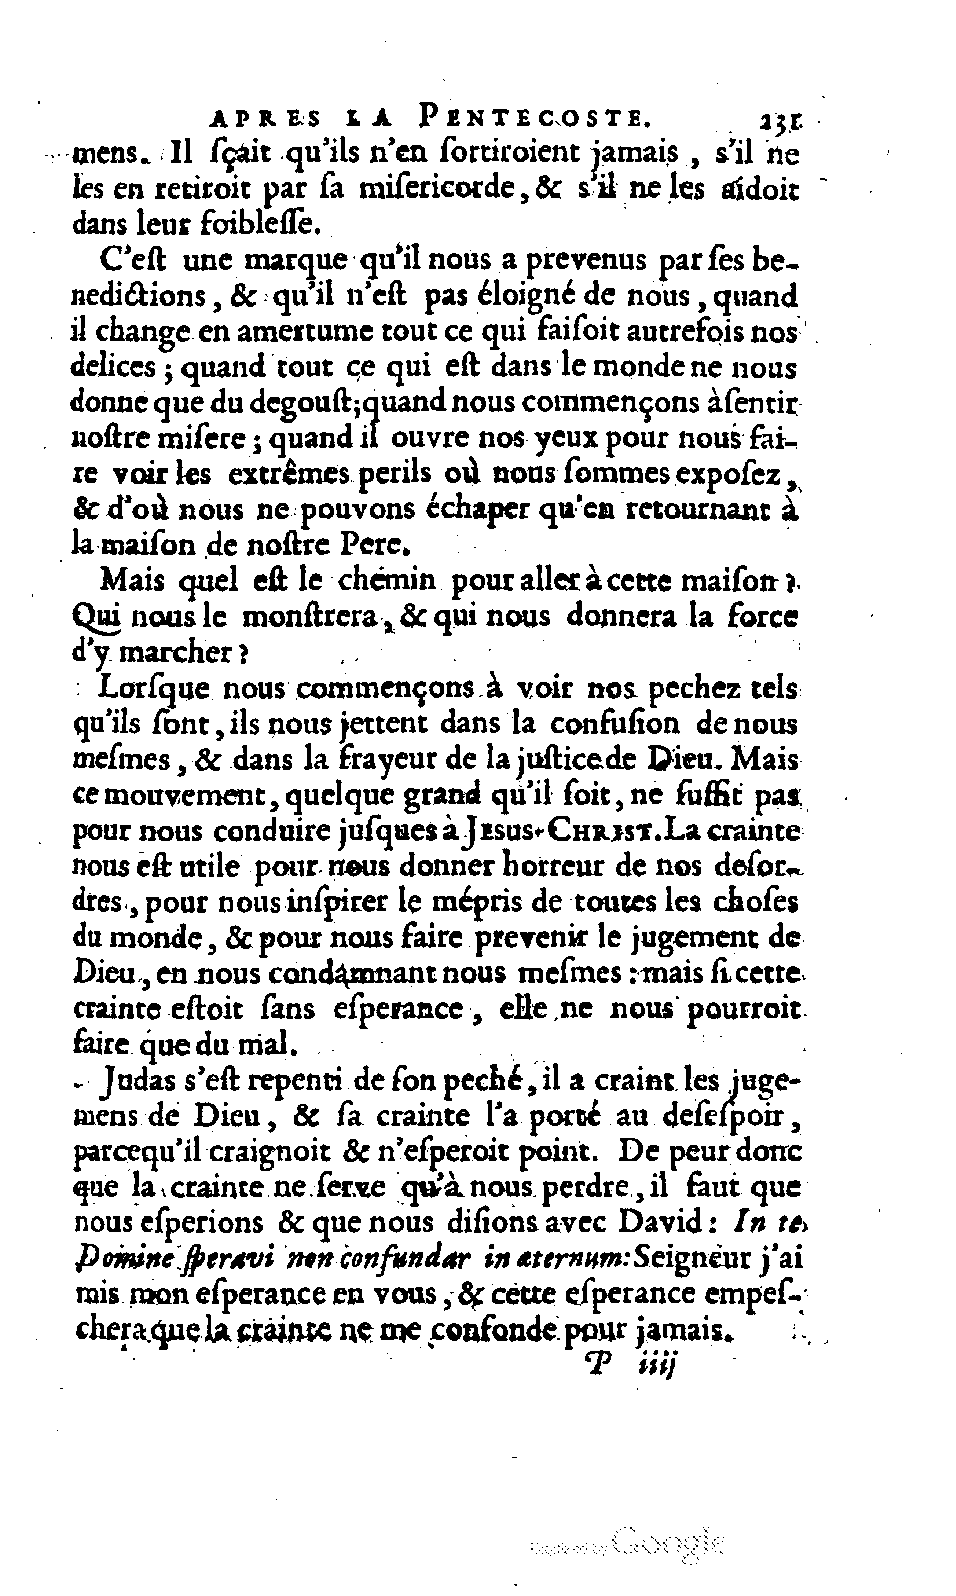 APRES LA PENTECOSTE. 231
mens. Il ſçait qu'ils n'en ſortiroient jamais, s'il ne
les en retiroit par ſa miſericorde, & s'il ne les aidoit
dans leur foibleſſe.
C'eſt une marque qu'il nous a prevenus par ſes be-
nedictions, & qu'il n'eſt pas éloigné de nous, quand
il change en amertume tout ce qui faiſoit autrefois nos
delices; quand tout ce qui eſt dans le monde ne nous
donne que du degouſt; quand nous commençons à ſentir
noſtre miſere; quand il ouvre nos yeux pour nous fai-
re voir les extrêmes perils où nous ſommes expoſez,
& d'où nous ne pouvons échaper qu'en retournant à
la maiſon de noſtre Pere.
Mais quel eſt le chemin pour aller à cette maiſon?
Qui nous le monſtrera, & qui nous donnera la force
d'y marcher?
Lorſque nous commençons à voir nos pechez tels
qu'ils ſont, ils nous jettent dans la confuſion de nous
meſmes, & dans la frayeur de la juſtice de Dieu. Mais
ce mouvement, quelque grand qu'il ſoit, ne ſuffit pas
pour nous conduire juſques à JESUS-CHRIST. La crainte
nous eſt utile pour nous donner horreur de nos deſor-
dres, pour nous inſpirer le mépris de toutes les choſes
du monde, & pour nous faire prevenir le jugement de
Dieu, en nous condamnant nous meſmes: mais ſi cette
crainte eſtoit ſans eſperance, elle ne nous pourroit
faire que du mal.
Judas s'eſt repenti de ſon peché, il a craint les juge-
mens de Dieu, & ſa crainte l'a porté au deſeſpoir,
parcequ'il craignoit & n'eſperoit point. De peur donc
que la crainte ne ſerve qu'à nous perdre, il faut que
nous eſperions & que nous diſions avec David: In te
Domine ſperavi non confundar in æternum: Seigneur j'ai
mis mon eſperance en vous, & cette eſperance empeſ-
chera que la crainte ne me confonde pour jamais.
P iiij
Google